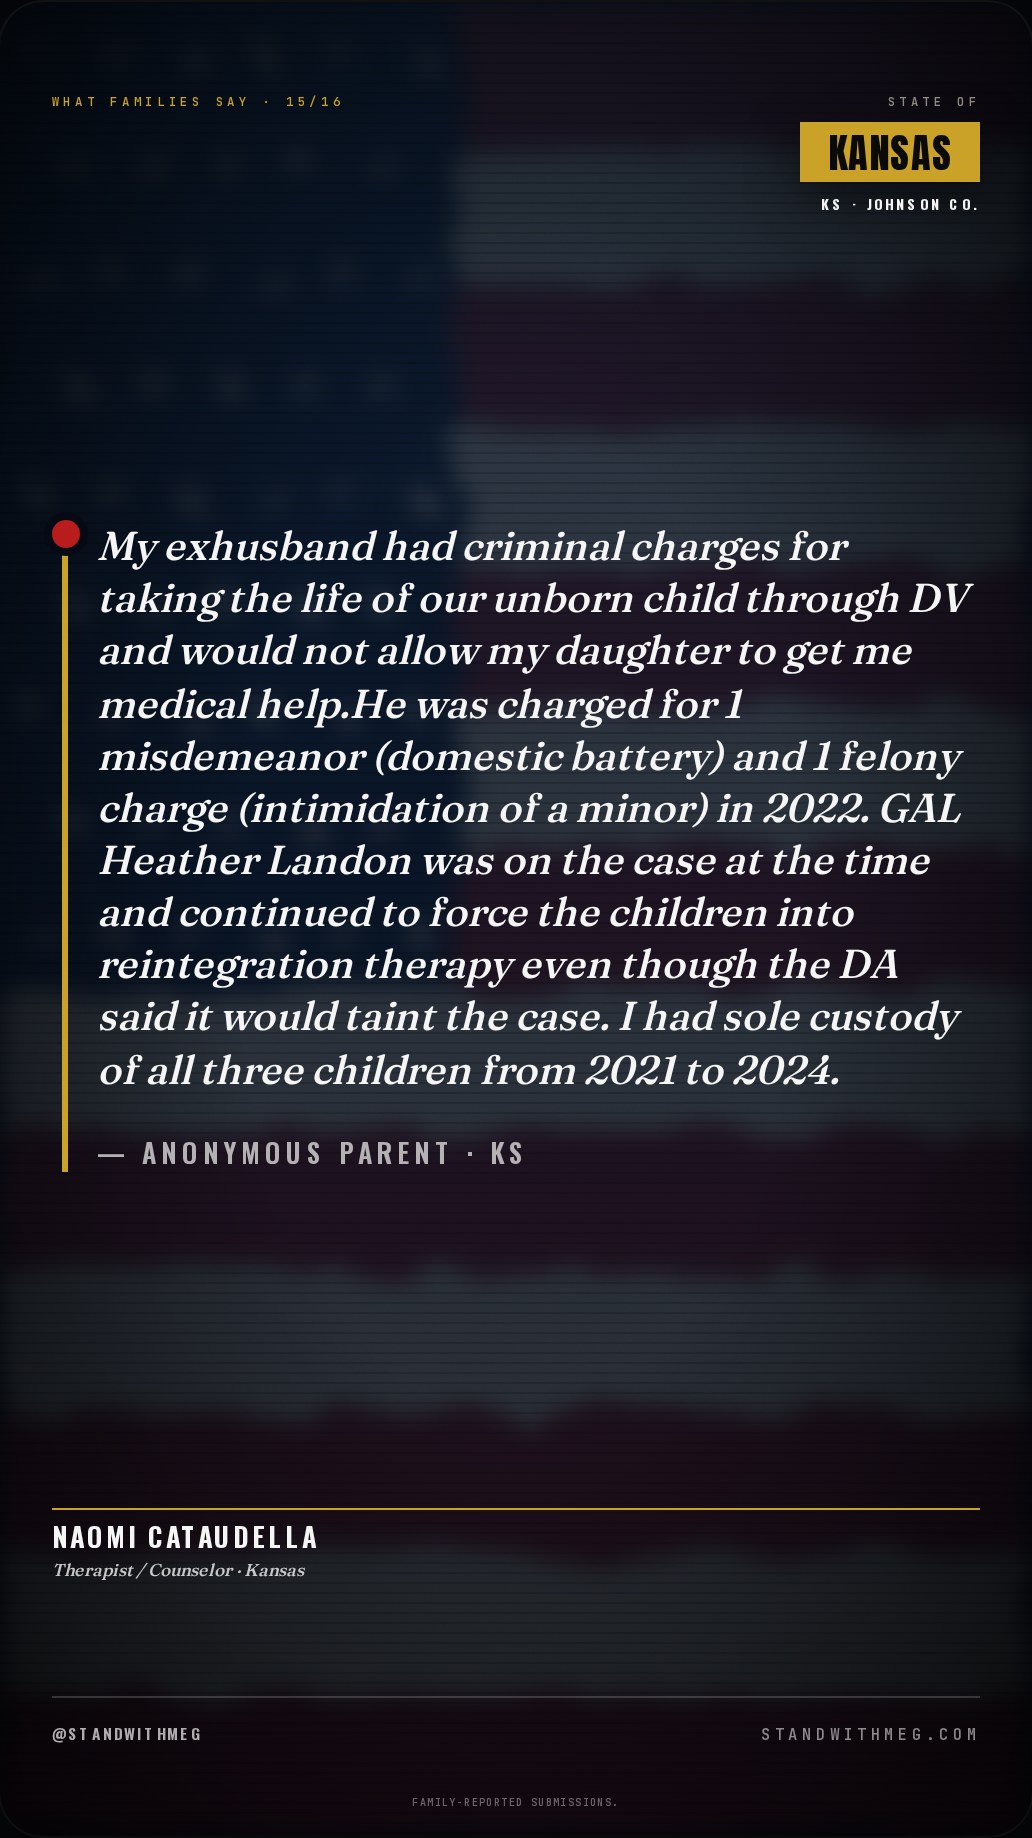 WHAT FAMILIES SAY · 15/16
STATE OF
KANSAS
KS · JOHNSON CO.
My exhusband had criminal charges for
taking the life of our unborn child through DV
and would not allow my daughter to get me
medical help.He was charged for 1
misdemeanor (domestic battery) and 1 felony
charge (intimidation of a minor) in 2022. GAL
Heather Landon was on the case at the time
and continued to force the children into
reintegration therapy even though the DA
said it would taint the case. I had sole custody
of all three children from 2021 to 2024.
— ANONYMOUS PARENT · KS
NAOMI CATAUDELLA
Therapist / Counselor · Kansas
@STANDWITHMEG
STANDWITHMEG.COM
FAMILY-REPORTED SUBMISSIONS.